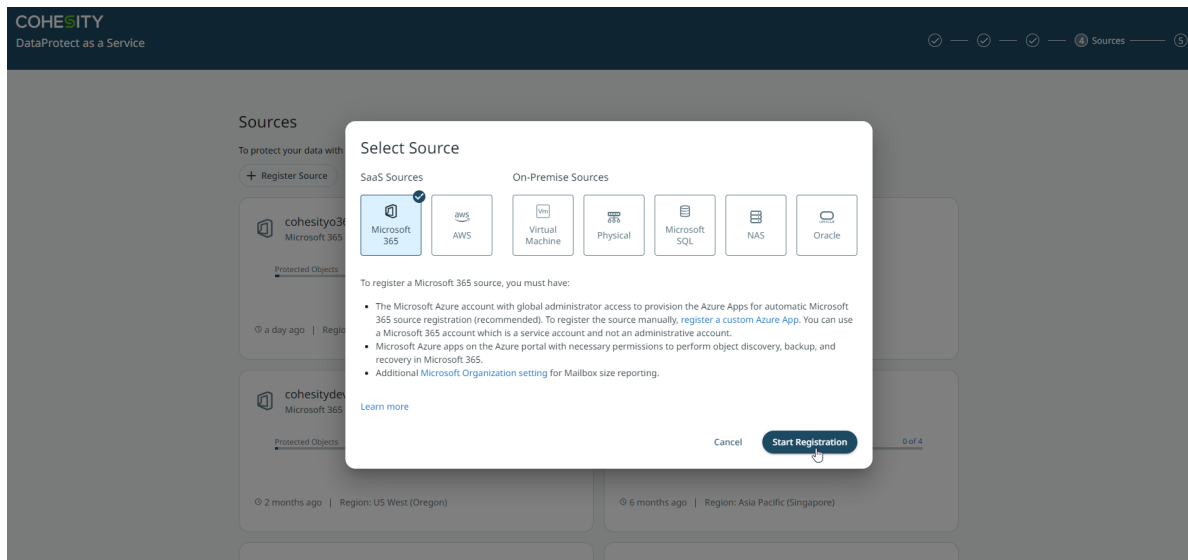 COHESITY
DataProtect as a Service
4 Sources
5
Sources
To protect your data with
+ Register Source
cohesityo36
Microsoft 365
Protected Objects
a day ago | Regio
cohesitydev
Microsoft 365
Protected Objects
2 months ago | Region: US West (Oregon)
0 of 4
6 months ago | Region: Asia Pacific (Singapore)
Select Source
SaaS Sources
On-Premise Sources
Microsoft
365
aws
AWS
Vm
Virtual
Machine
Physical
Microsoft
SQL
NAS
ORACLE
Oracle
To register a Microsoft 365 source, you must have:
• The Microsoft Azure account with global administrator access to provision the Azure Apps for automatic Microsoft
365 source registration (recommended). To register the source manually, register a custom Azure App. You can use
a Microsoft 365 account which is a service account and not an administrative account.
• Microsoft Azure apps on the Azure portal with necessary permissions to perform object discovery, backup, and
recovery in Microsoft 365.
• Additional Microsoft Organization setting for Mailbox size reporting.
Learn more
Cancel
Start Registration